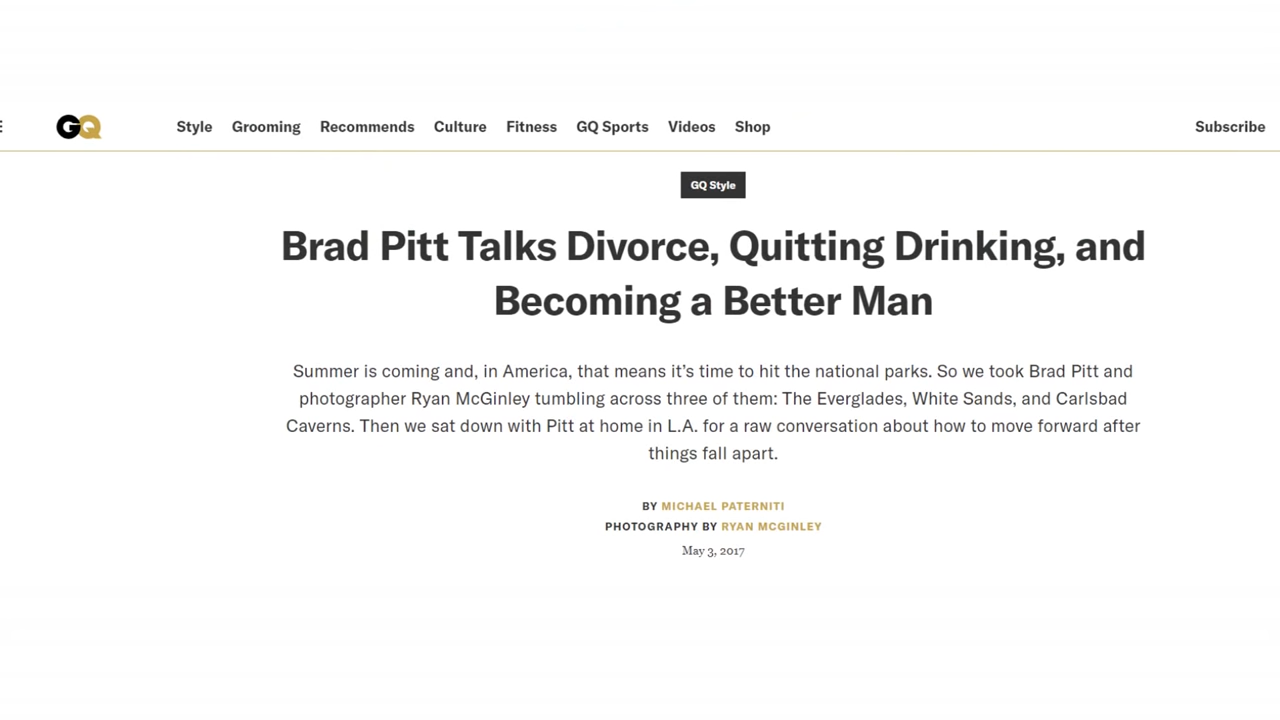 GQ
Style Grooming Recommends Culture Fitness GQ Sports Videos Shop Subscribe
GQ Style
Brad Pitt Talks Divorce, Quitting Drinking, and
Becoming a Better Man
Summer is coming and, in America, that means it’s time to hit the national parks. So we took Brad Pitt and
photographer Ryan McGinley tumbling across three of them: The Everglades, White Sands, and Carlsbad
Caverns. Then we sat down with Pitt at home in L.A. for a raw conversation about how to move forward after
things fall apart.
BY MICHAEL PATERNITI
PHOTOGRAPHY BY RYAN MCGINLEY
May 3, 2017